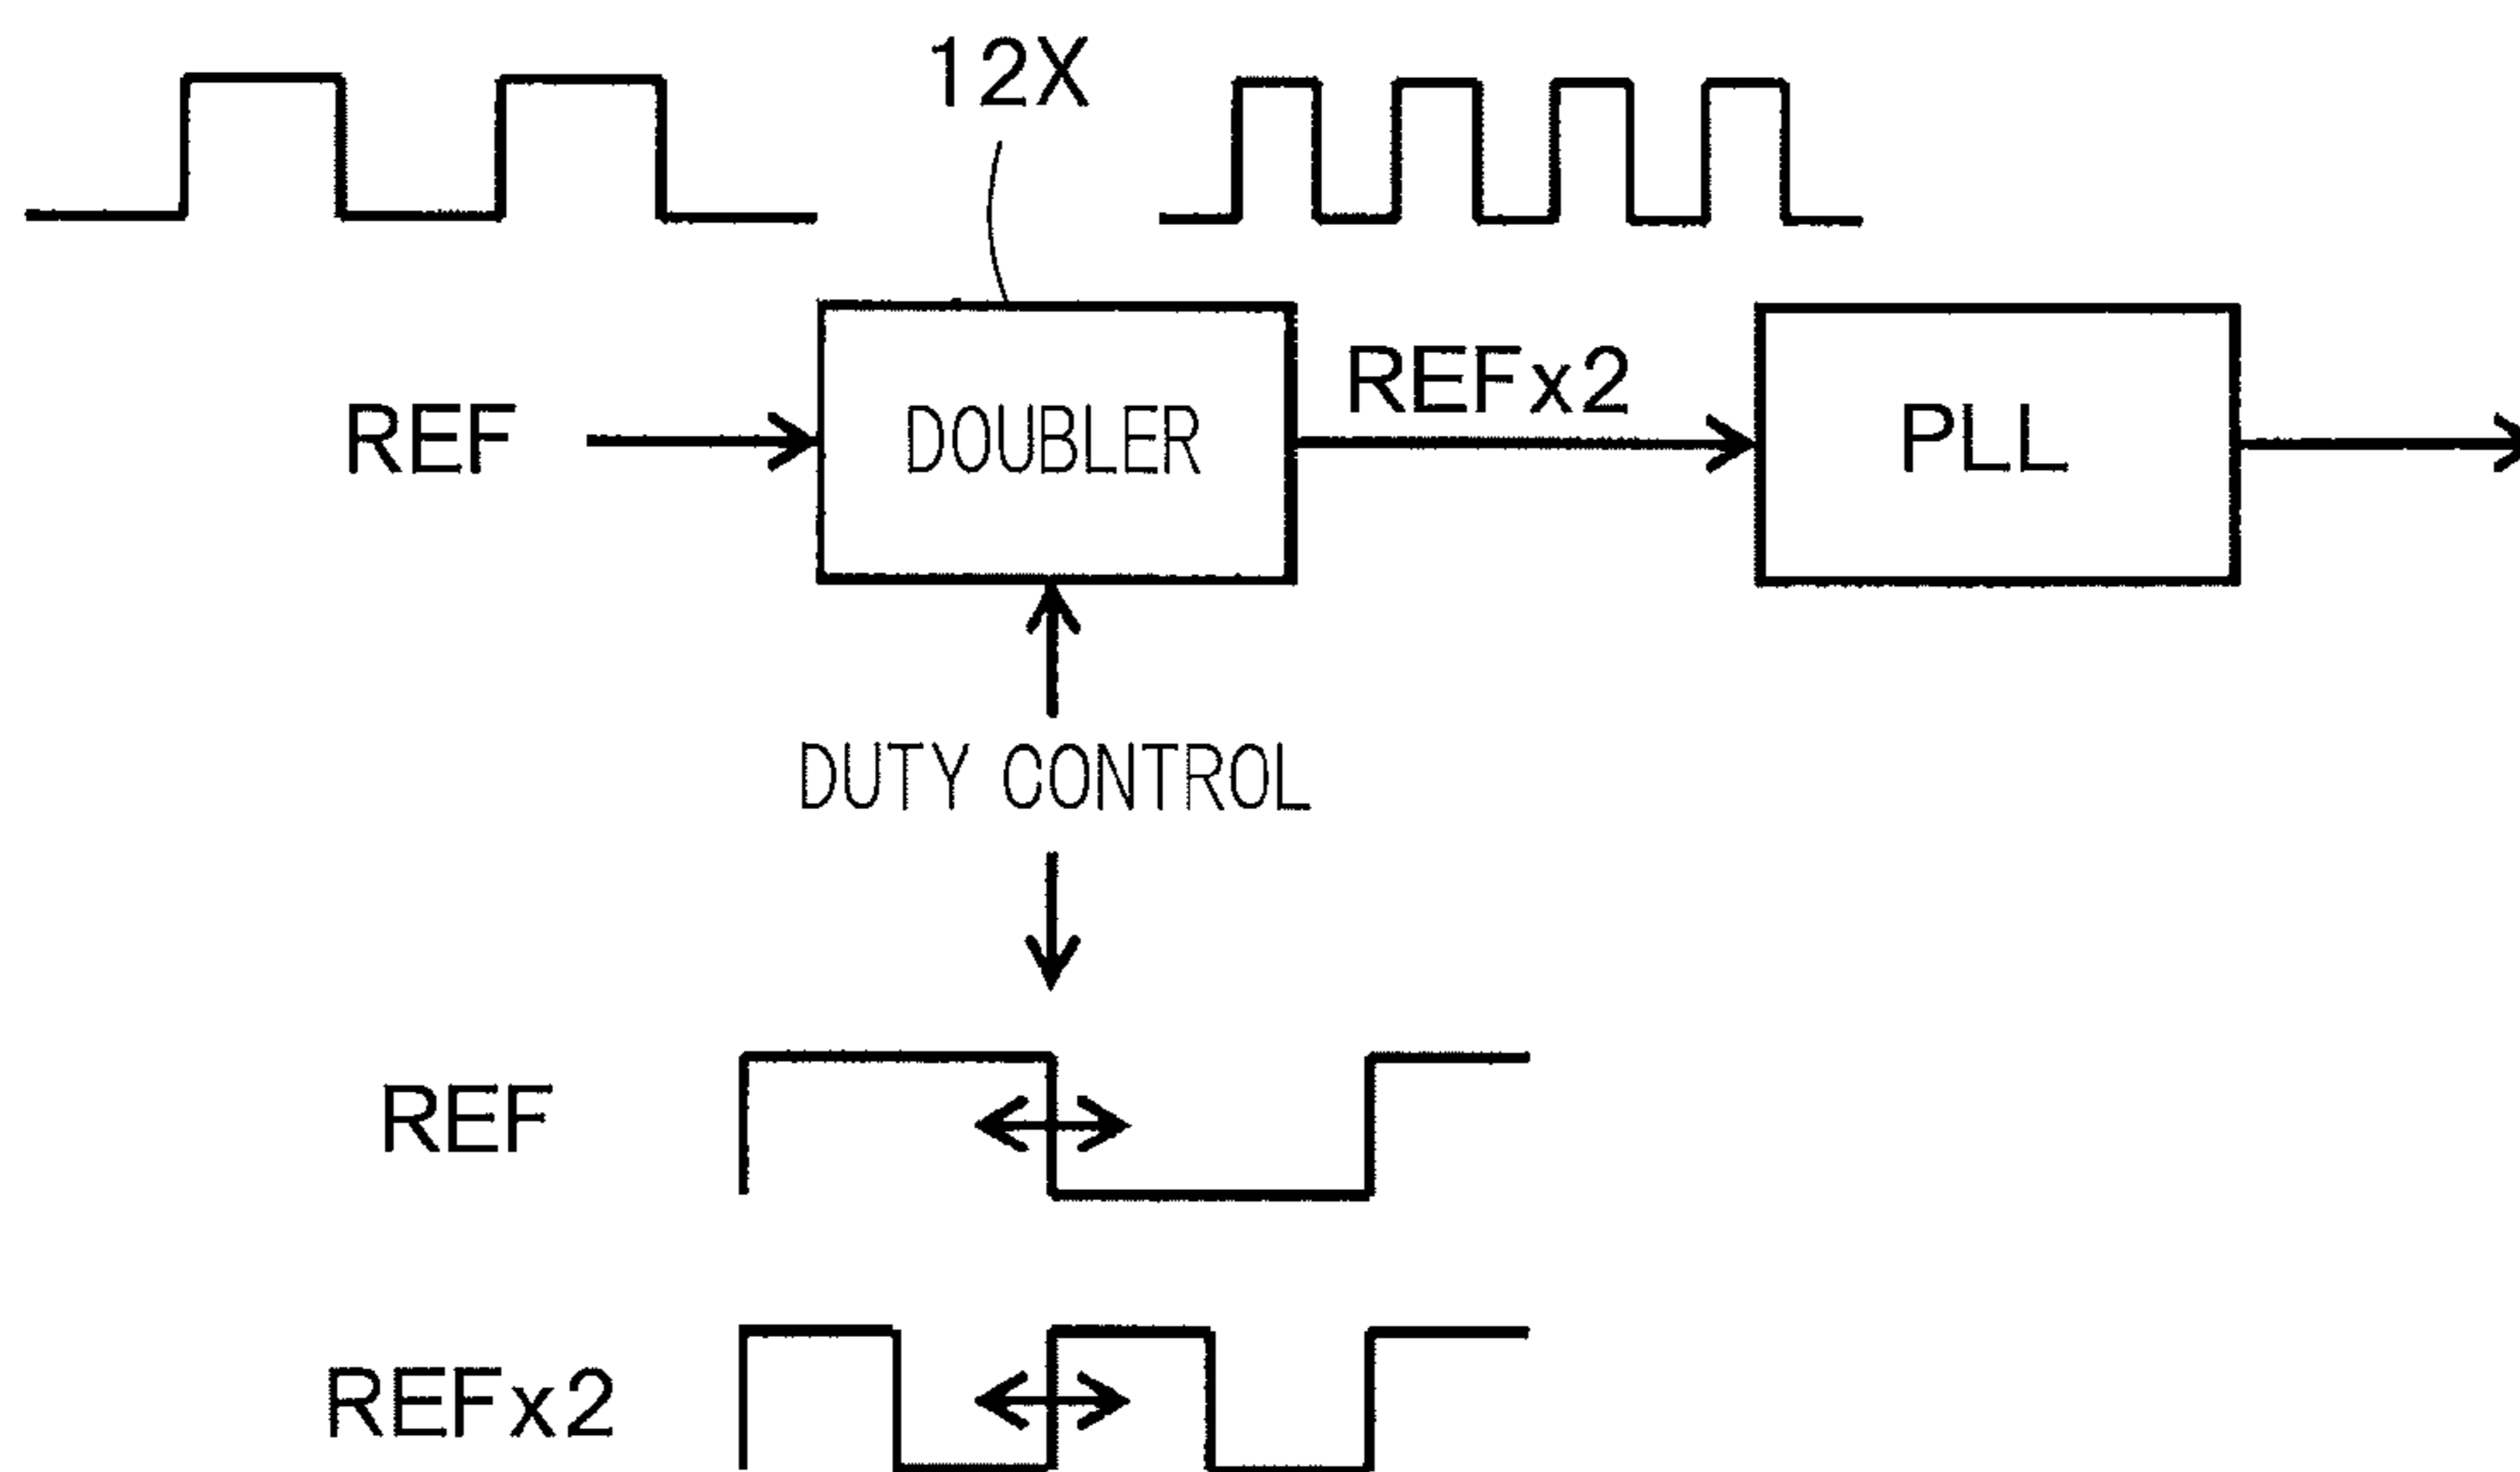 12X
REF
DOUBLER
REFx2
PLL
DUTY CONTROL
REF
REFx2